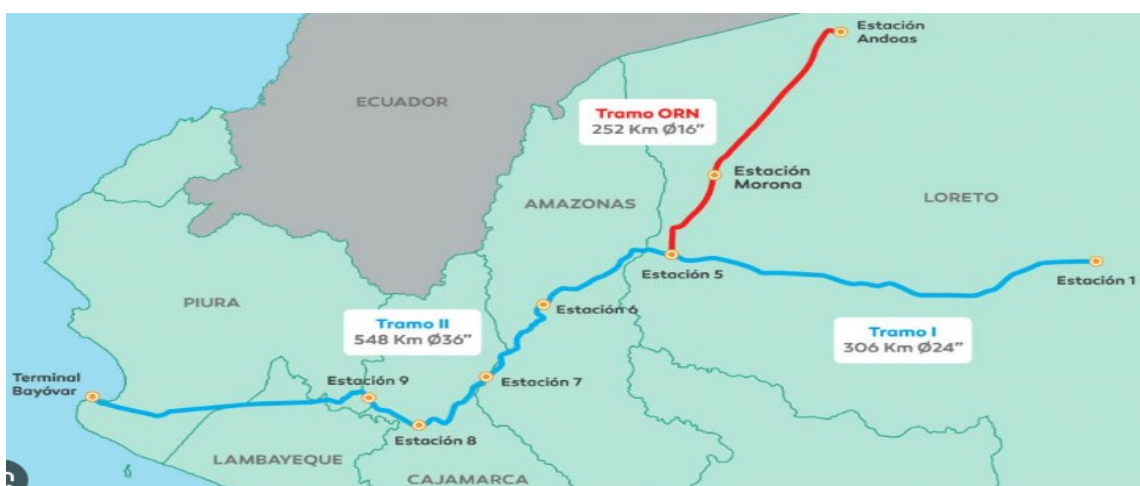 Estación
Andoas
ECUADOR
Tramo ORN
252 Km Ø16”
Estación
Morona
AMAZONAS
LORETO
Estación 5
Estación 1
PIURA
Estación 6
Tramo II
548 Km Ø36”
Tramo I
306 Km Ø24”
Terminal
Bayóvar
Estación 9
Estación 7
Estación 8
LAMBAYEQUE
CAJAMARCA